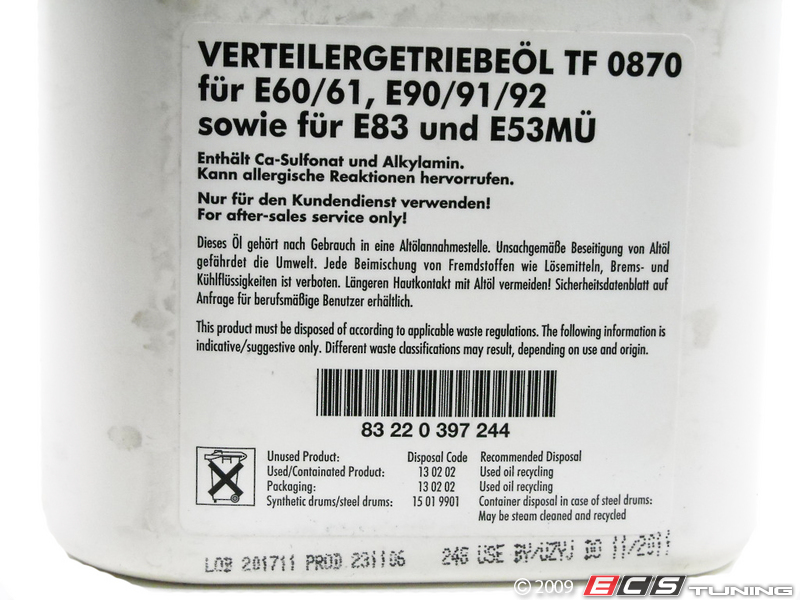 VERTEILERGETRIEBEÖL TF 0870
für E60/61, E90/91/92
sowie für E83 und E53MÜ
Enthält Ca-Sulfonat und Alkylamin.
Kann allergische Reaktionen hervorrufen.
Nur für den Kundendienst verwenden!
For after-sales service only!
Dieses Öl gehört nach Gebrauch in eine Altölannahmestelle. Unsachgemäße Beseitigung von Altöl
gefährdet die Umwelt. Jede Beimischung von Fremdstoffen wie Lösemitteln, Brems- und
Kühlflüssigkeiten ist verboten. Längeren Hautkontakt mit Altöl vermeiden! Sicherheitsdatenblatt auf
Anfrage für berufsmäßige Benutzer erhältlich.
This product must be disposed of according to applicable waste regulations. The following information is
indicative/suggestive only. Different waste classifications may result, depending on use and origin.
83 22 0 397 244
Unused Product: Disposal Code Recommended Disposal
Used/Containated Product: 13 02 02 Used oil recycling
Packaging: 13 02 02 Used oil recycling
Synthetic drums/steel drums: 15 01 9901 Container disposal in case of steel drums:
May be steam cleaned and recycled
LOB 201711 PROD 231106 248 USE BY/UZYJ DO 11/2011
© 2009 ECS TUNING